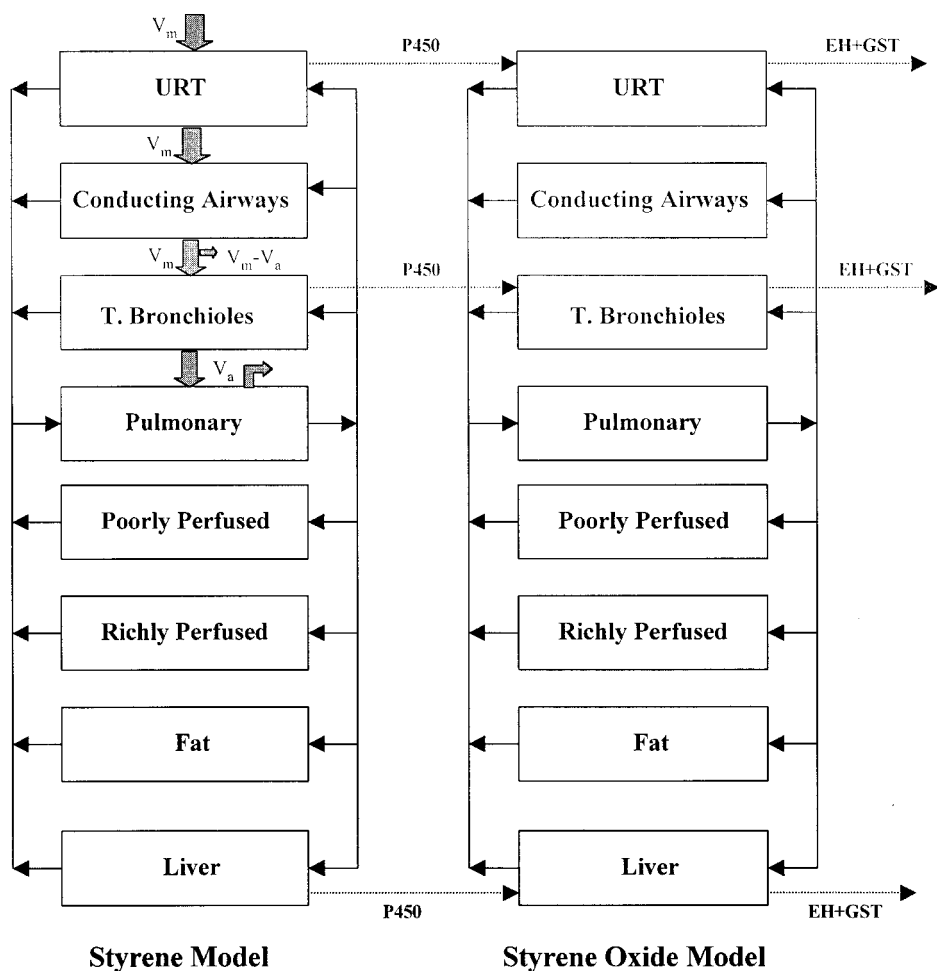 V_m
P450
EH+GST
URT
URT
V_m
Conducting Airways
Conducting Airways
V_m V_m-V_a
P450
EH+GST
T. Bronchioles
T. Bronchioles
V_a
Pulmonary
Pulmonary
Poorly Perfused
Poorly Perfused
Richly Perfused
Richly Perfused
Fat
Fat
Liver
Liver
P450
EH+GST
Styrene Model
Styrene Oxide Model